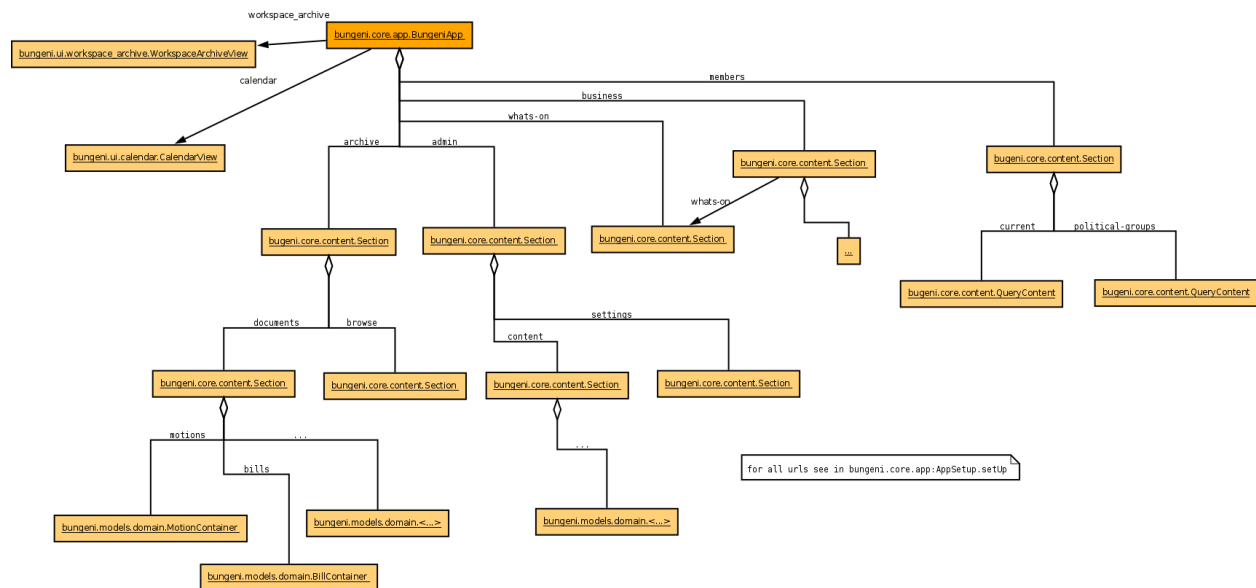 workspace_archive
bungeni.core.app.BungeniApp
bungeni.ui.workspace_archive.WorkspaceArchiveView
calendar
members
business
whats-on
archive
admin
bungeni.ui.calendar.CalendarView
bungeni.core.content.Section
bugeni.core.content.Section
whats-on
bugeni.core.content.Section
bungeni.core.content.Section
bungeni.core.content.Section
...
current
political-groups
bugeni.core.content.QueryContent
bugeni.core.content.QueryContent
documents
browse
settings
content
bungeni.core.content.Section
bungeni.core.content.Section
bungeni.core.content.Section
bungeni.core.content.Section
motions
...
bills
...
for all urls see in bungeni.core.app:AppSetup.setUp
bungeni.models.domain.MotionContainer
bungeni.models.domain.<...>
bungeni.models.domain.<...>
bungeni.models.domain.BillContainer